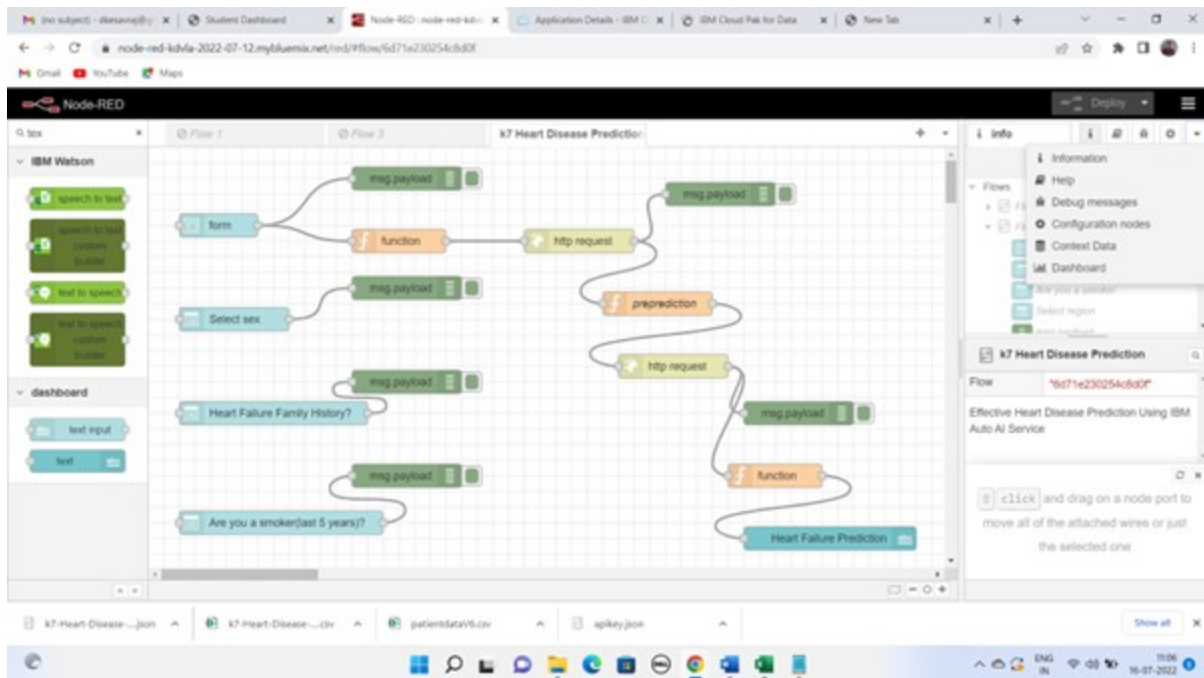 (no subject) - dkesavraj@
Student Dashboard
Node-RED : node-red-kdvla
Application Details - IBM C
IBM Cloud Pak for Data
New Tab
node-red-kdvla-2022-07-12.mybluemix.net/red/#flow/6d71e230254c8d0f
Gmail
YouTube
Maps
Node-RED
Deploy
tex
Flow 1
Flow 3
k7 Heart Disease Prediction
info
IBM Watson
speech to text
speech to text
custom
builder
text to speech
text to speech
custom
builder
dashboard
text input
text
msg.payload
form
function
http request
msg.payload
msg.payload
Select sex
preprediction
http request
msg.payload
Heart Failure Family History?
msg.payload
msg.payload
function
Are you a smoker(last 5 years)?
Heart Failure Prediction
Information
Help
Debug messages
Configuration nodes
Context Data
Dashboard
Flows
Are you a smoker
Select region
msg.payload
k7 Heart Disease Prediction
Flow
"6d71e230254c8d0f"
Effective Heart Disease Prediction Using IBM
Auto AI Service
click and drag on a node port to
move all of the attached wires or just
the selected one
k7-Heart-Disease-....json
k7-Heart-Disease-....csv
patientdataV6.csv
apikey.json
Show all
ENG
IN
11:06
16-07-2022